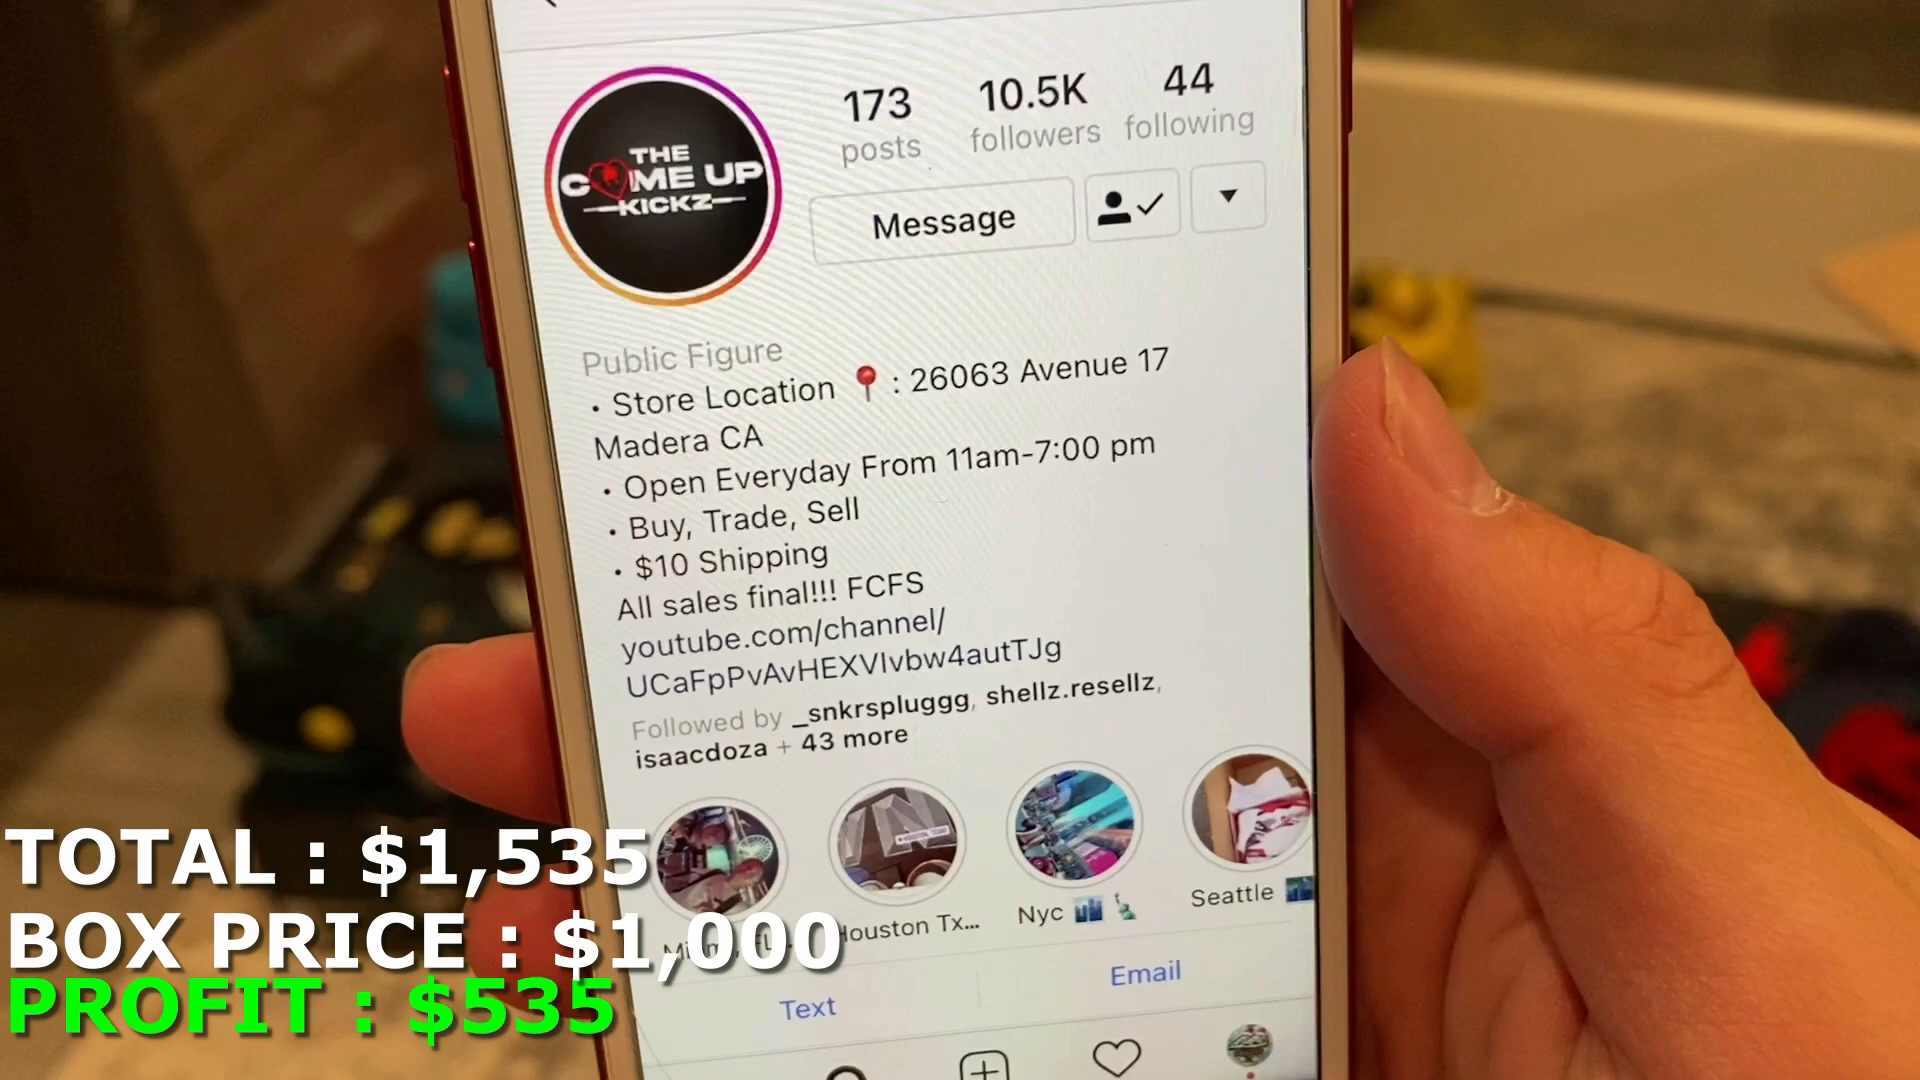 173 10.5K 44
posts followers following
THE
COME UP
KICKZ
Message
Public Figure
• Store Location 📍 : 26063 Avenue 17
Madera CA
• Open Everyday From 11am-7:00 pm
• Buy, Trade, Sell
• $10 Shipping
All sales final!!! FCFS
youtube.com/channel/
UCaFpPvAvHEXVIvbw4autTJg
Followed by _snkrspluggg, shellz.resellz,
isaacdoza + 43 more
Houston Tx...
Nyc 🏙️ 🗽
Seattle 🌃
Text
Email
TOTAL : $1,535
BOX PRICE : $1,000
PROFIT : $535